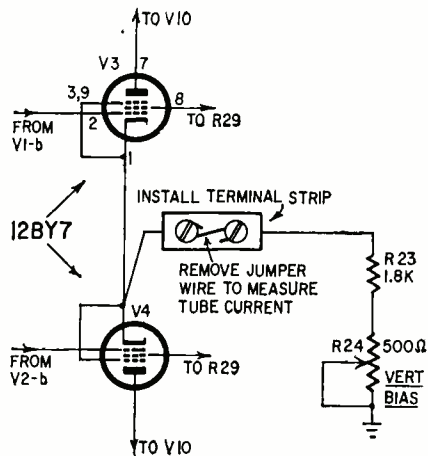 TO V10
V3
7
3,9
8
TO R29
2
FROM
V1-b
1
INSTALL TERMINAL STRIP
12BY7
REMOVE JUMPER
WIRE TO MEASURE
TUBE CURRENT
R23
1.8K
V4
R24
500Ω
FROM
V2-b
TO R29
VERT
BIAS
TO V10